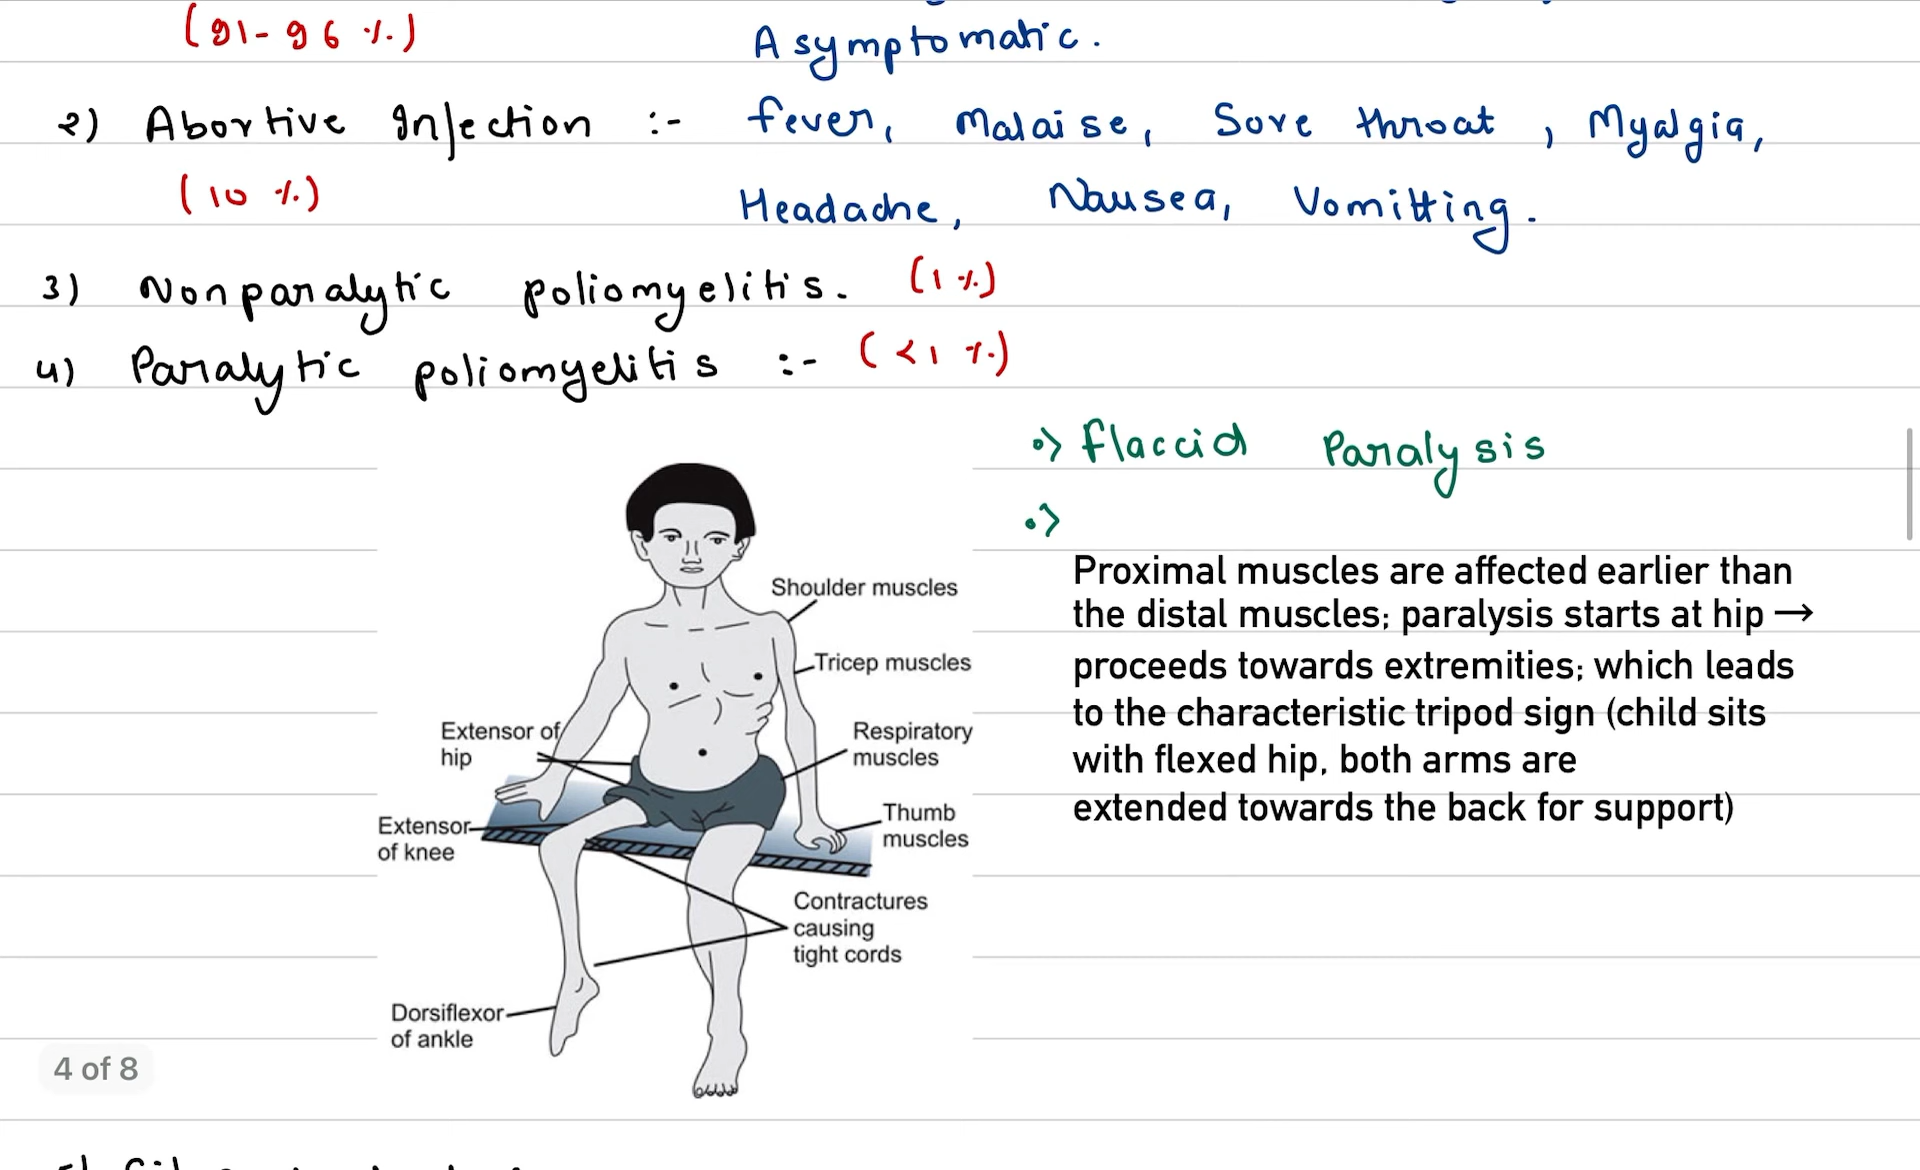 (91-96 %)
Asymptomatic.
2) Abortive Infection :- fever, Malaise, Sore throat, Myalgia,
(10 %)
Headache, Nausea, Vomitting.
3) Nonparalytic poliomyelitis. (1 %)
4) Paralytic poliomyelitis :- (<1 %)
•> flaccid Paralysis
•>
Proximal muscles are affected earlier than
the distal muscles; paralysis starts at hip →
proceeds towards extremities; which leads
to the characteristic tripod sign (child sits
with flexed hip, both arms are
extended towards the back for support)
Shoulder muscles
Tricep muscles
Extensor of
hip
Respiratory
muscles
Extensor
of knee
Thumb
muscles
Contractures
causing
tight cords
Dorsiflexor
of ankle
4 of 8